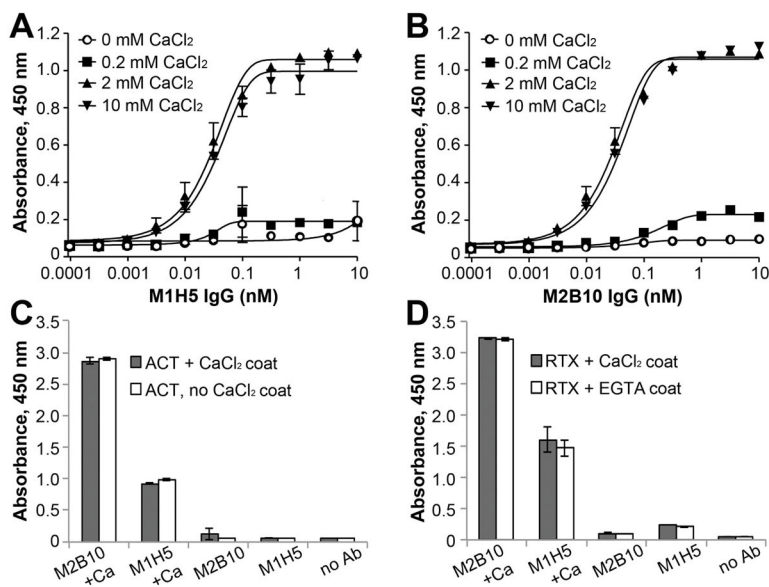 A
0 mM CaCl₂
0.2 mM CaCl₂
2 mM CaCl₂
10 mM CaCl₂
Absorbance, 450 nm
1.2
1.0
0.8
0.6
0.4
0.2
0.0
0.0001 0.001 0.01 0.1 1 10
M1H5 IgG (nM)
B
0 mM CaCl₂
0.2 mM CaCl₂
2 mM CaCl₂
10 mM CaCl₂
Absorbance, 450 nm
1.2
1.0
0.8
0.6
0.4
0.2
0.0
0.0001 0.001 0.01 0.1 1 10
M2B10 IgG (nM)
C
ACT + CaCl₂ coat
ACT, no CaCl₂ coat
Absorbance, 450 nm
3.5
3.0
2.5
2.0
1.5
1.0
0.5
0.0
M2B10 +Ca
M1H5 +Ca
M2B10
M1H5
no Ab
D
RTX + CaCl₂ coat
RTX + EGTA coat
Absorbance, 450 nm
3.5
3.0
2.5
2.0
1.5
1.0
0.5
0.0
M2B10 +Ca
M1H5 +Ca
M2B10
M1H5
no Ab